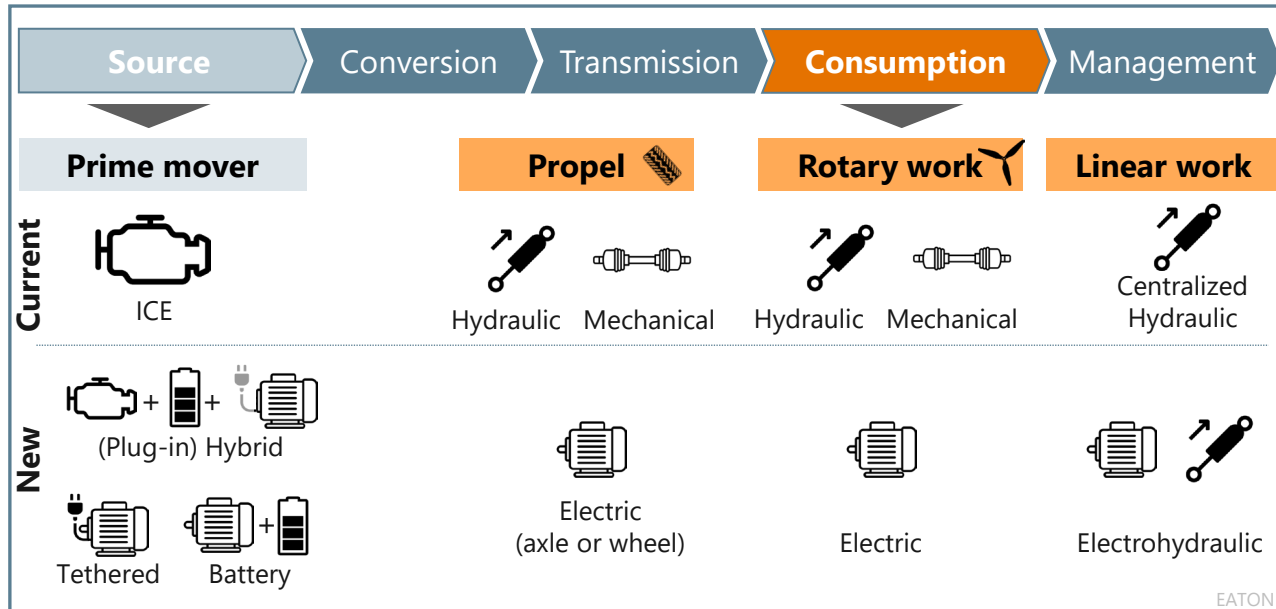 Source
Conversion
Transmission
Consumption
Management
Prime mover
Propel
Rotary work
Linear work
Current
ICE
Hydraulic
Mechanical
Hydraulic
Mechanical
Centralized
Hydraulic
New
+
+
(Plug-in) Hybrid
Tethered
+
Battery
Electric
(axle or wheel)
Electric
Electrohydraulic
EATON